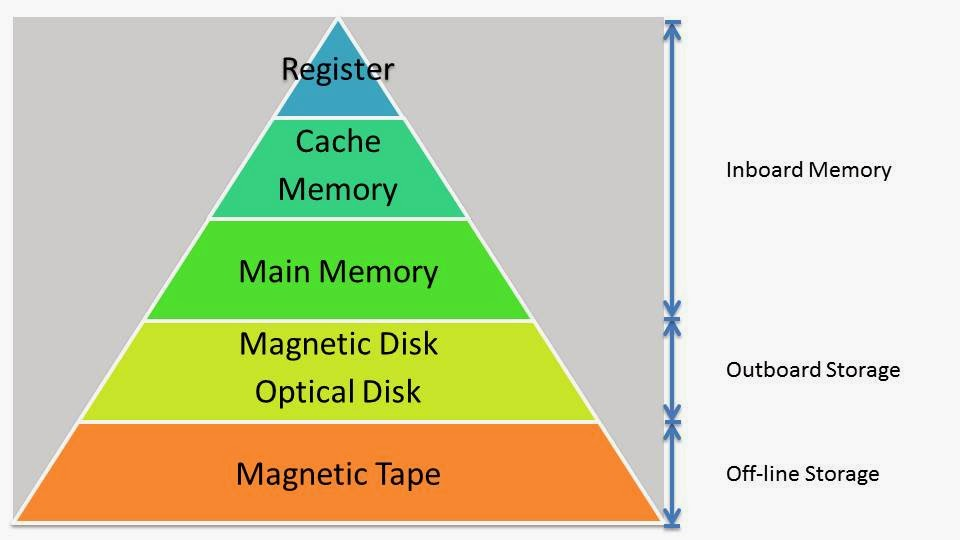 Register
Cache
Memory
Main Memory
Magnetic Disk
Optical Disk
Magnetic Tape
Inboard Memory
Outboard Storage
Off-line Storage